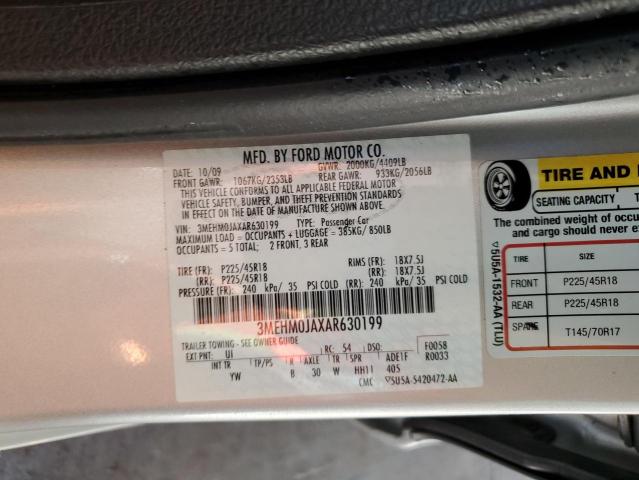 MFD. BY FORD MOTOR CO.
DATE: 10/09 GVWR: 2000KG/4409LB
FRONT GAWR: 1067KG/2353LB REAR GAWR: 933KG/2056LB
THIS VEHICLE CONFORMS TO ALL APPLICABLE FEDERAL MOTOR
VEHICLE SAFETY, BUMPER, AND THEFT PREVENTION STANDARDS
IN EFFECT ON THE DATE OF MANUFACTURE SHOWN ABOVE.
VIN: 3MEHM0JAXAR630199 TYPE: Passenger Car
MAXIMUM LOAD = OCCUPANTS + LUGGAGE = 385KG/850LB
OCCUPANTS = 5 TOTAL; 2 FRONT, 3 REAR
TIRE (FR): P225/45R18 RIMS (FR): 18X7.5J
(RR): P225/45R18 (RR): 18X7.5J
PRESSURE (FR): 240 kPa/ 35 PSI COLD (RR): 240 kPa/ 35 PSI COLD
3MEHM0JAXAR630199
TRAILER TOWING - SEE OWNER GUIDE
EXT PNT: UI RC: 54 DSO: F0058
INT TR TP/PS R AXLE TR SPR ADE1F R0033
YW B 30 W HH11 405
CMC ▽5U5A-5420472-AA
TIRE AND
SEATING CAPACITY
The combined weight of
and cargo should never
▽5U5A-1532-AA (TLU)
TIRE SIZE
FRONT P225/45R18
REAR P225/45R18
SPARE T145/70R17